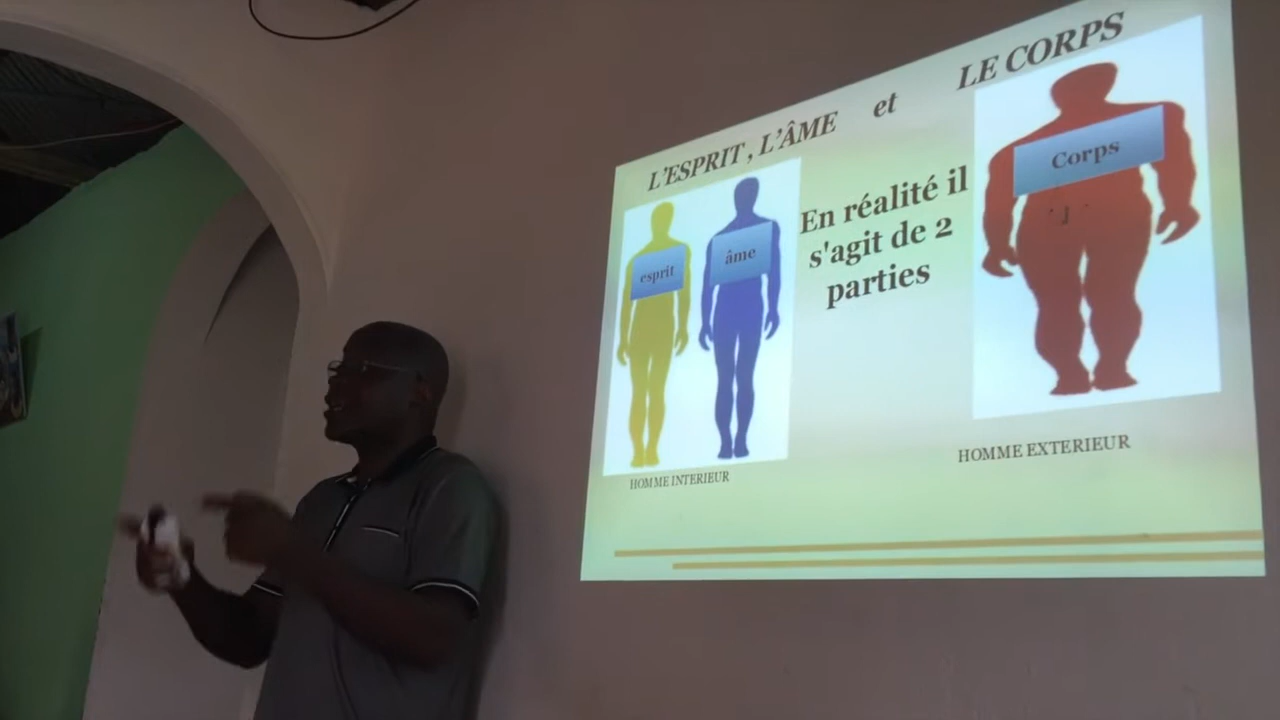 L'ESPRIT, L'ÂME et LE CORPS
esprit
âme
En réalité il
s'agit de 2
parties
Corps
HOMME INTERIEUR
HOMME EXTERIEUR